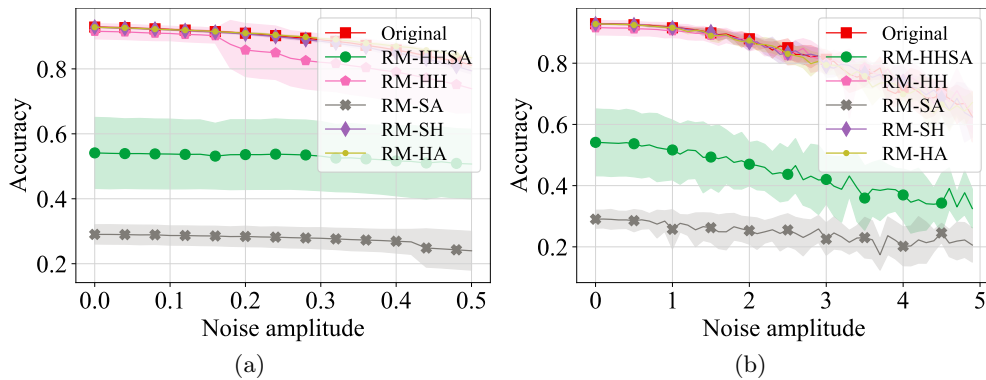 Accuracy
0.8
0.6
0.4
0.2
0.0
0.1
0.2
0.3
0.4
0.5
Noise amplitude
Original
RM-HHSA
RM-HH
RM-SA
RM-SH
RM-HA
(a)
Accuracy
0.8
0.6
0.4
0.2
0
1
2
3
4
5
Noise amplitude
Original
RM-HHSA
RM-HH
RM-SA
RM-SH
RM-HA
(b)